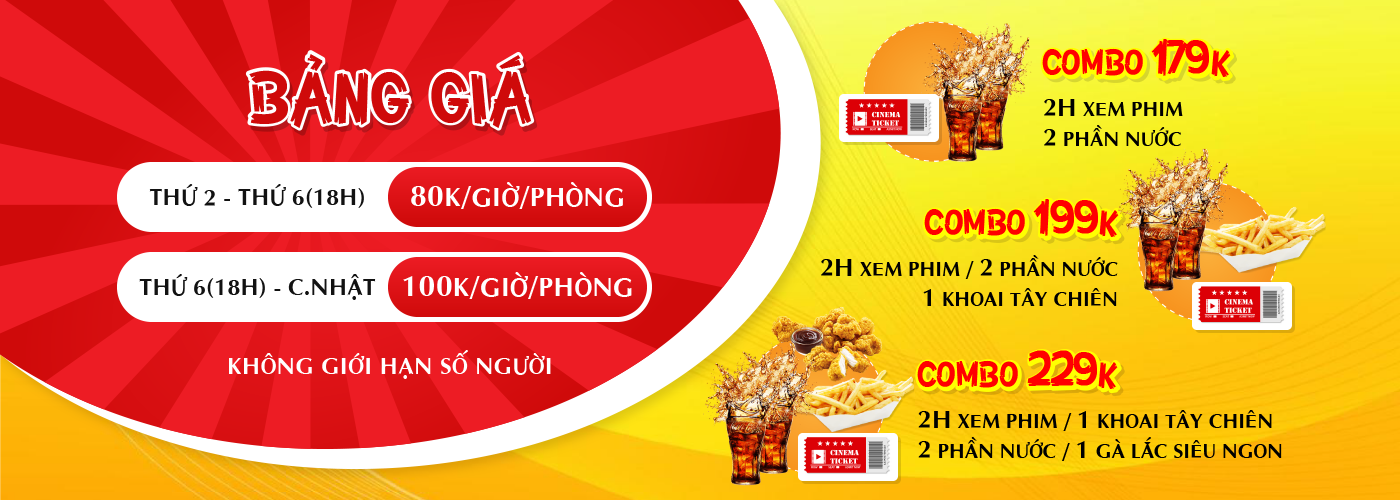 BẢNG GIÁ
THỨ 2 - THỨ 6(18H) 80K/GIỜ/PHÒNG
THỨ 6(18H) - C.NHẬT 100K/GIỜ/PHÒNG
KHÔNG GIỚI HẠN SỐ NGƯỜI
COMBO 179K
2H XEM PHIM
2 PHẦN NƯỚC
CINEMA
TICKET
COMBO 199K
2H XEM PHIM / 2 PHẦN NƯỚC
1 KHOAI TÂY CHIÊN
CINEMA
TICKET
COMBO 229K
2H XEM PHIM / 1 KHOAI TÂY CHIÊN
2 PHẦN NƯỚC / 1 GÀ LẮC SIÊU NGON
CINEMA
TICKET